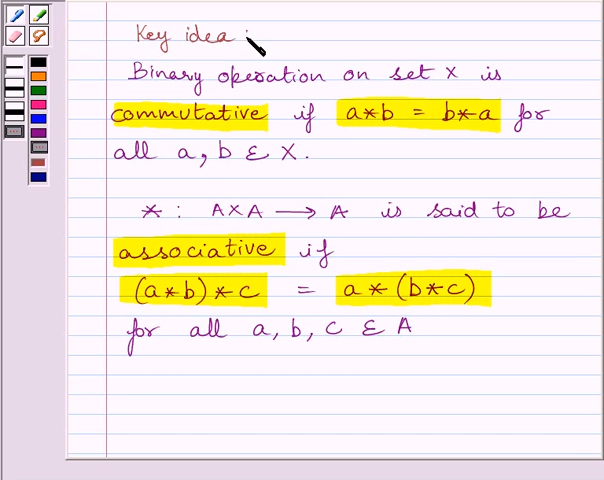 Key idea :
Binary operation on set X is
commutative if a*b = b*a for
all a, b ε X.
* : A×A → A is said to be
associative if
(a*b)*c = a*(b*c)
for all a, b, c ε A